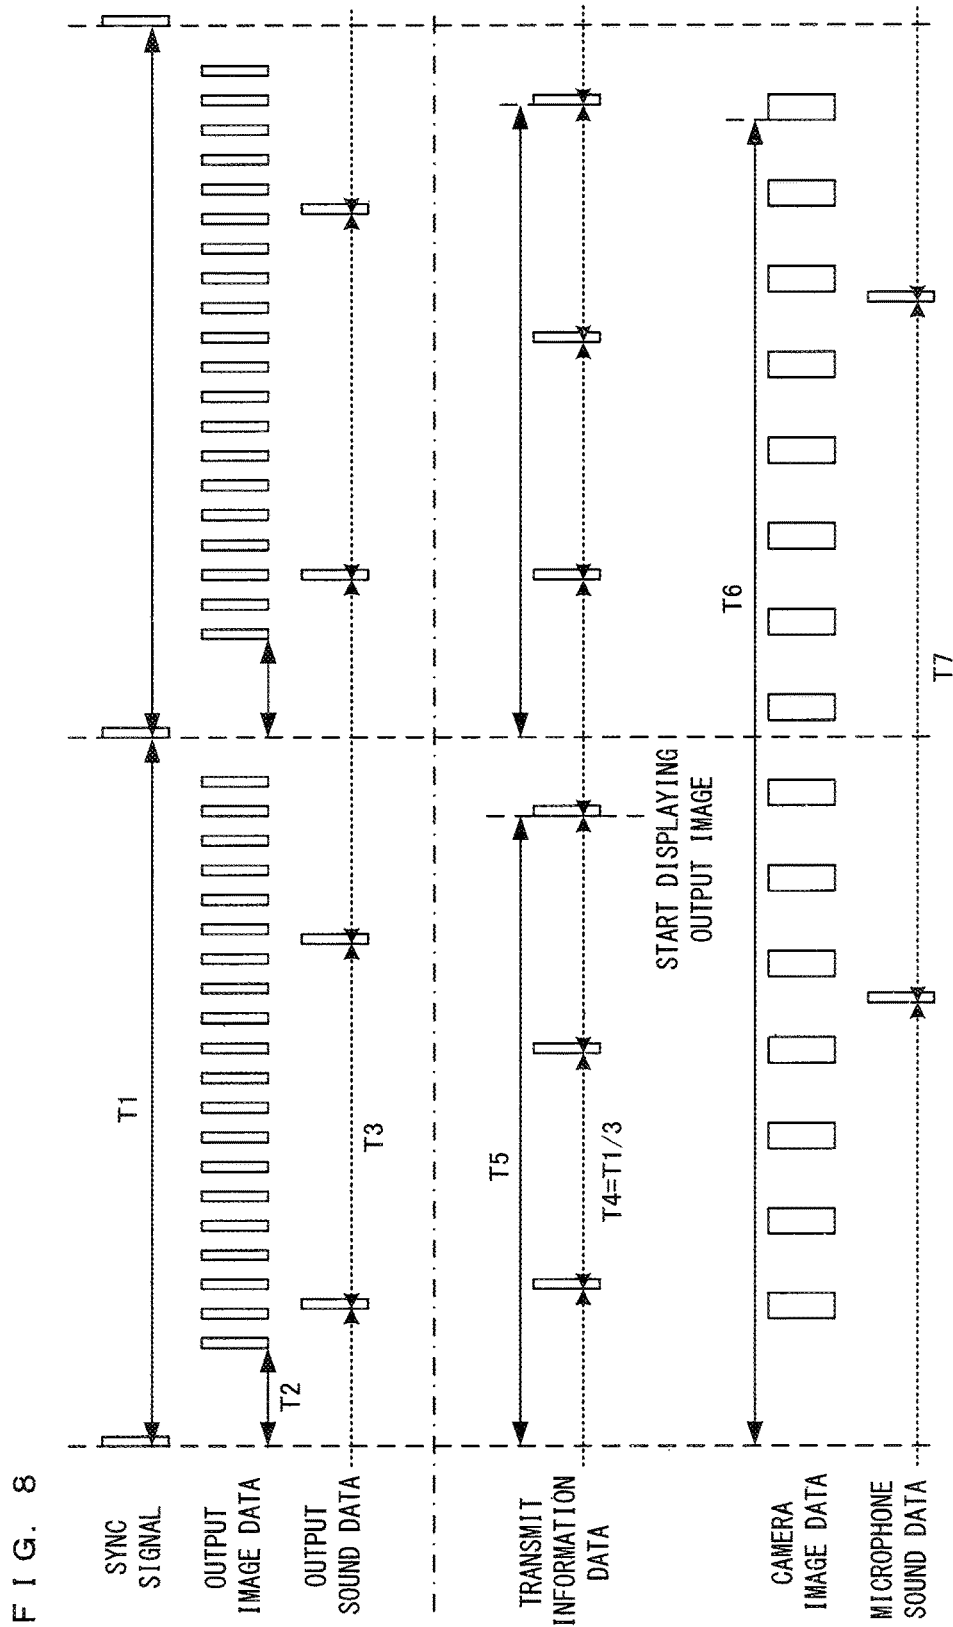 FIG. 8
SYNC
SIGNAL
T1
OUTPUT
IMAGE DATA
T2
OUTPUT
SOUND DATA
T3
TRANSMIT
INFORMATION
DATA
T5
T4=T1/3
START DISPLAYING
OUTPUT IMAGE
CAMERA
IMAGE DATA
T6
MICROPHONE
SOUND DATA
T7